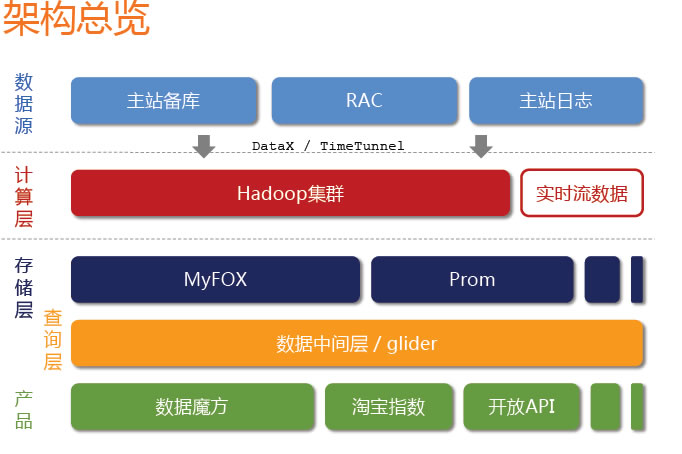 架构总览
数据源
主站备库
RAC
主站日志
DataX / TimeTunnel
计算层
Hadoop集群
实时流数据
存储层
MyFOX
Prom
查询层
数据中间层 / glider
产品
数据魔方
淘宝指数
开放API